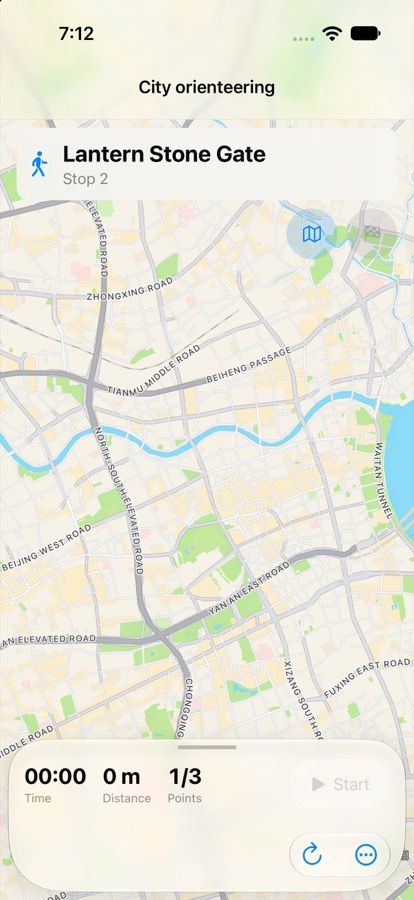 7:12
City orienteering
Lantern Stone Gate
Stop 2
ELEVATED ROAD
ZHONGXING ROAD
TIANMU MIDDLE ROAD
BEIHENG PASSAGE
NORTH-SOUTH ELEVATED ROAD
WAITAN TUNNEL
BEIJING WEST ROAD
YAN'AN EAST ROAD
AN ELEVATED ROAD
XIZANG SOUTH RO
FUXING EAST ROAD
CHONGQING
IDDLE ROAD
00:00 0 m 1/3
Time Distance Points
Start